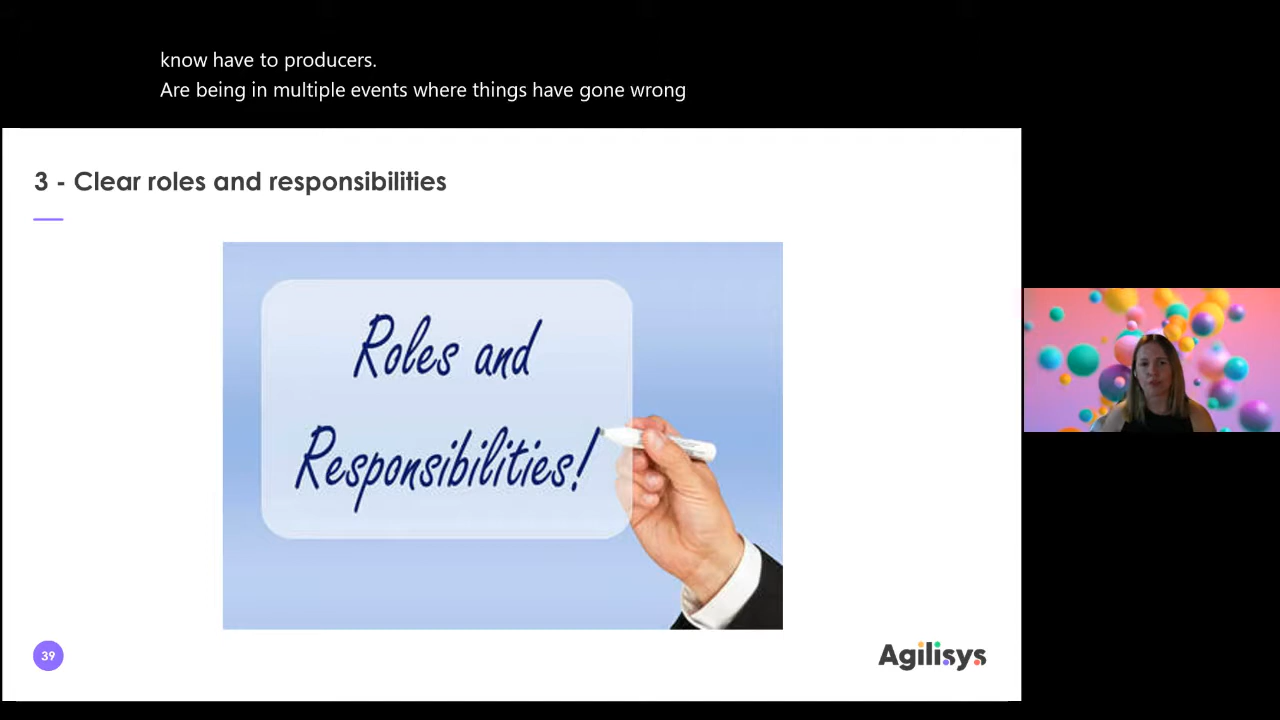 know have to producers.
Are being in multiple events where things have gone wrong
3 - Clear roles and responsibilities
Roles and
Responsibilities!
39
Agilisys